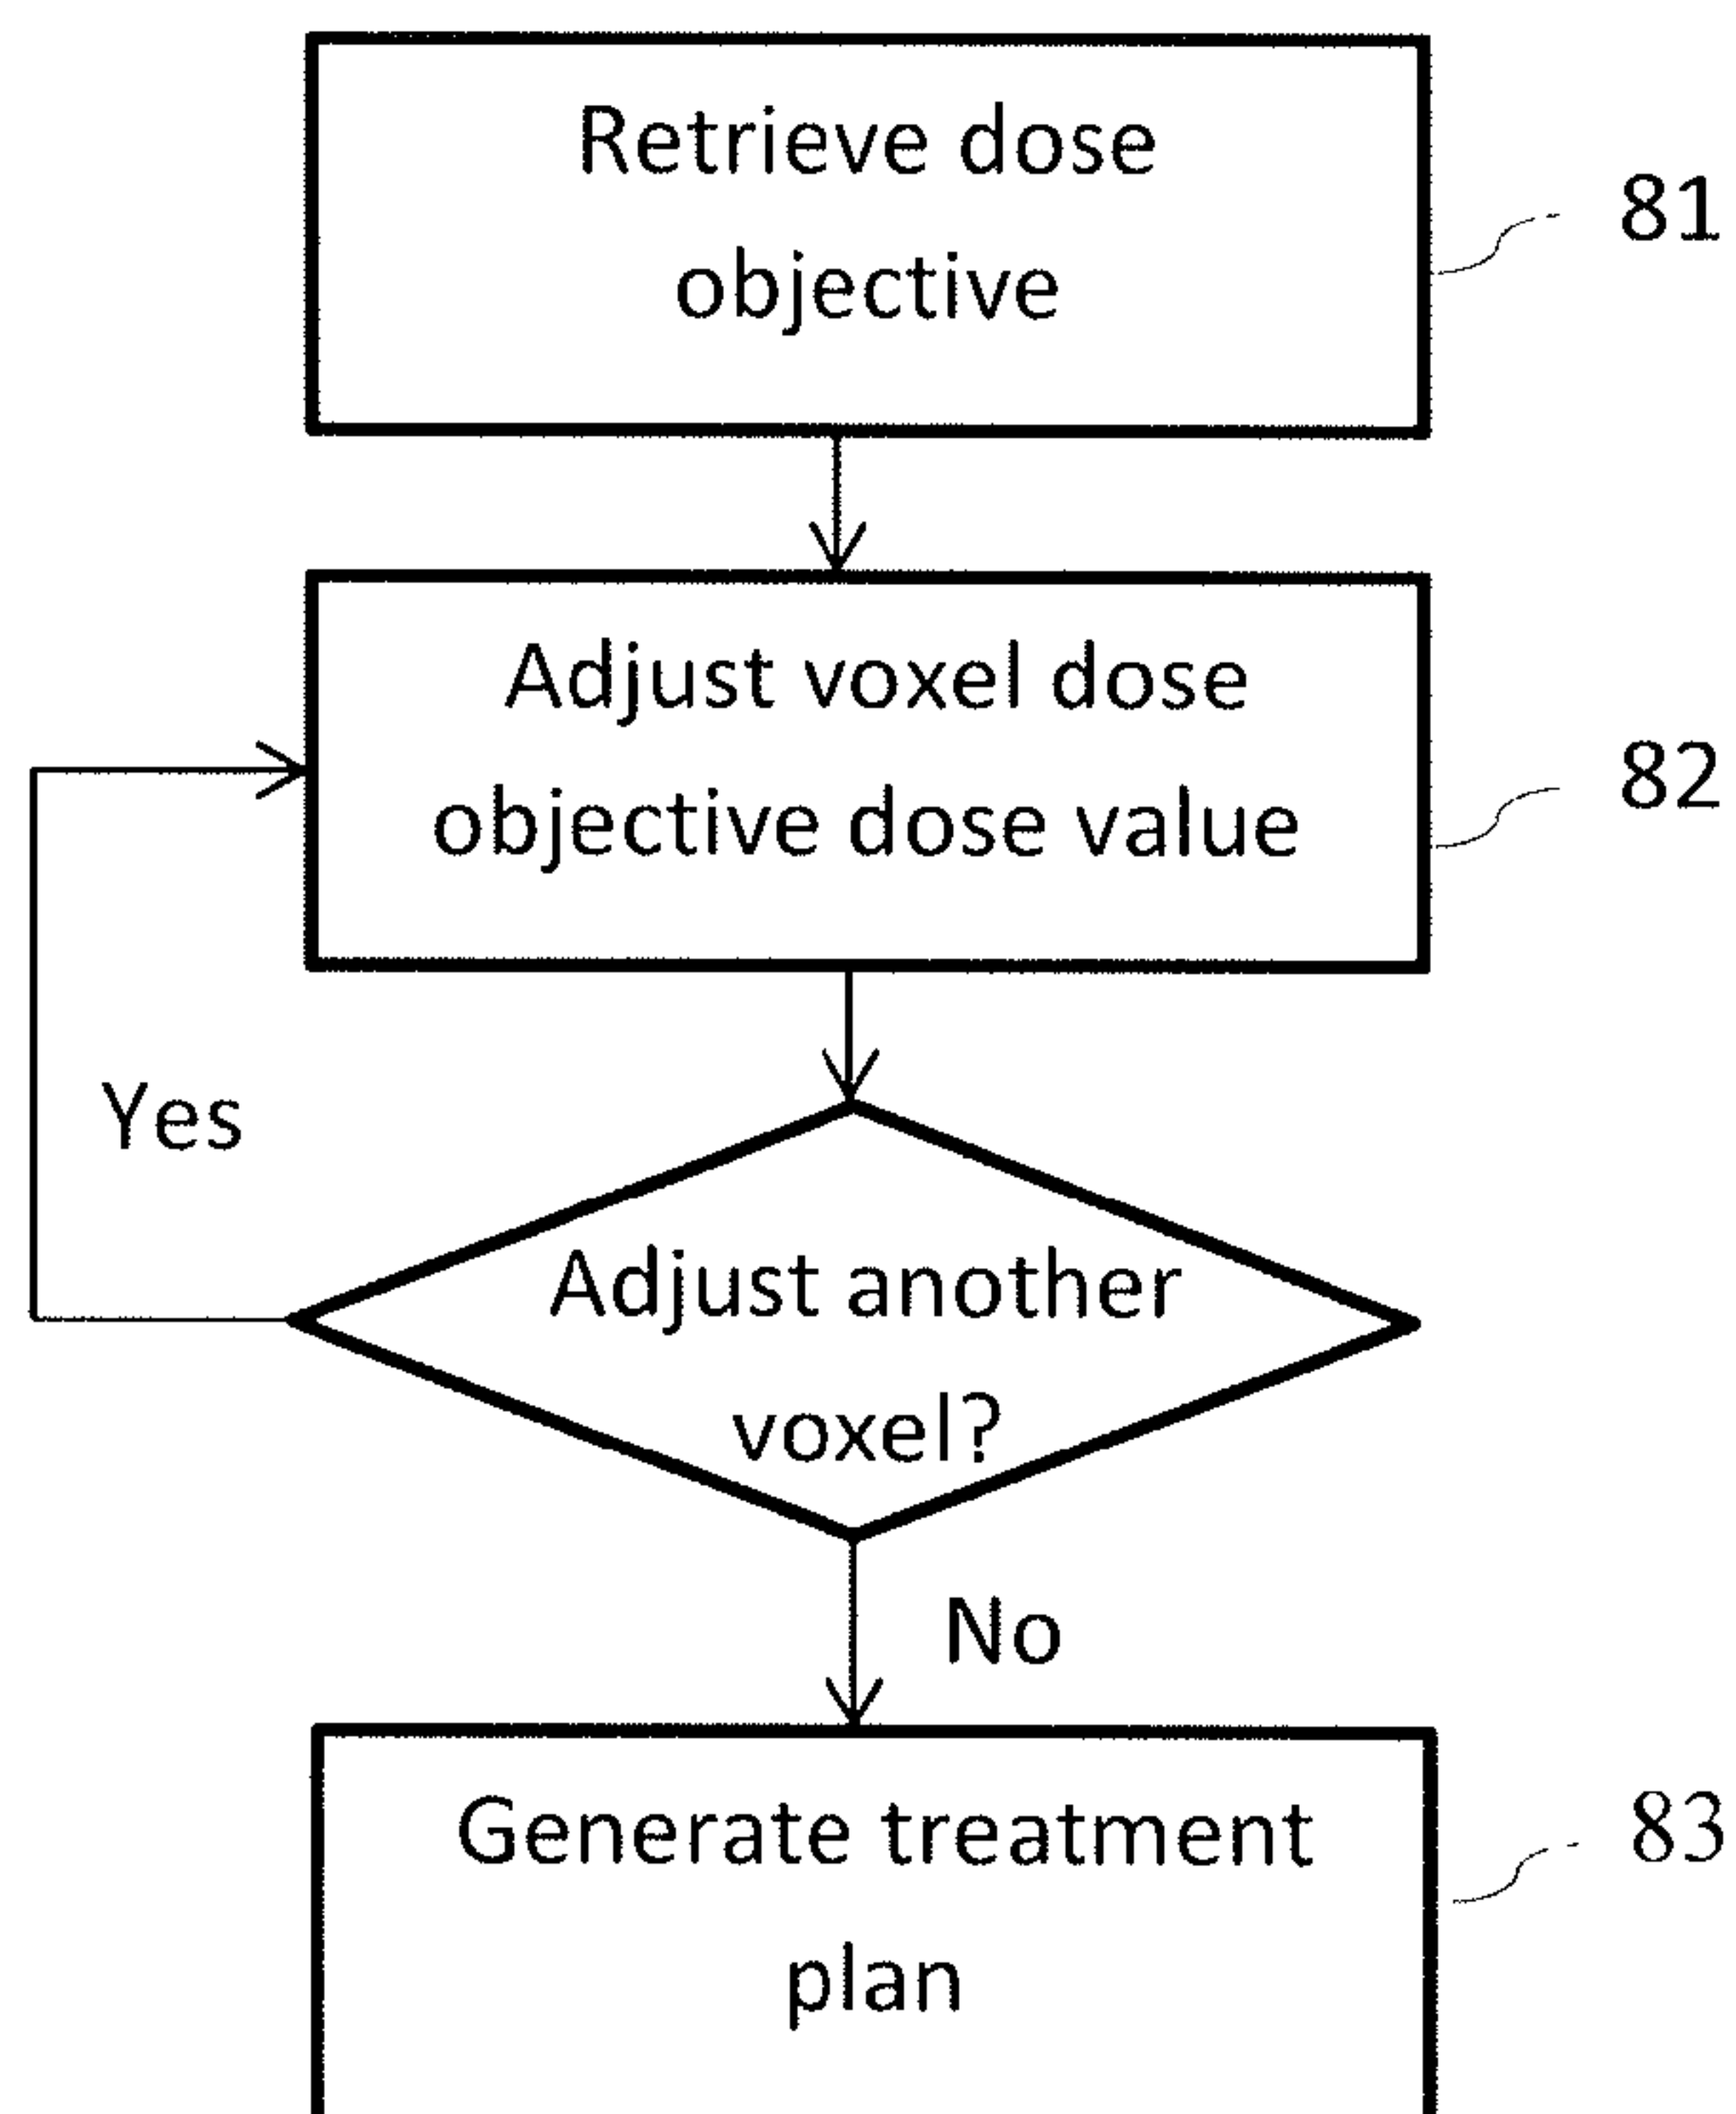 Retrieve dose
objective
81
Adjust voxel dose
objective dose value
82
Yes
Adjust another
voxel?
No
Generate treatment
plan
83